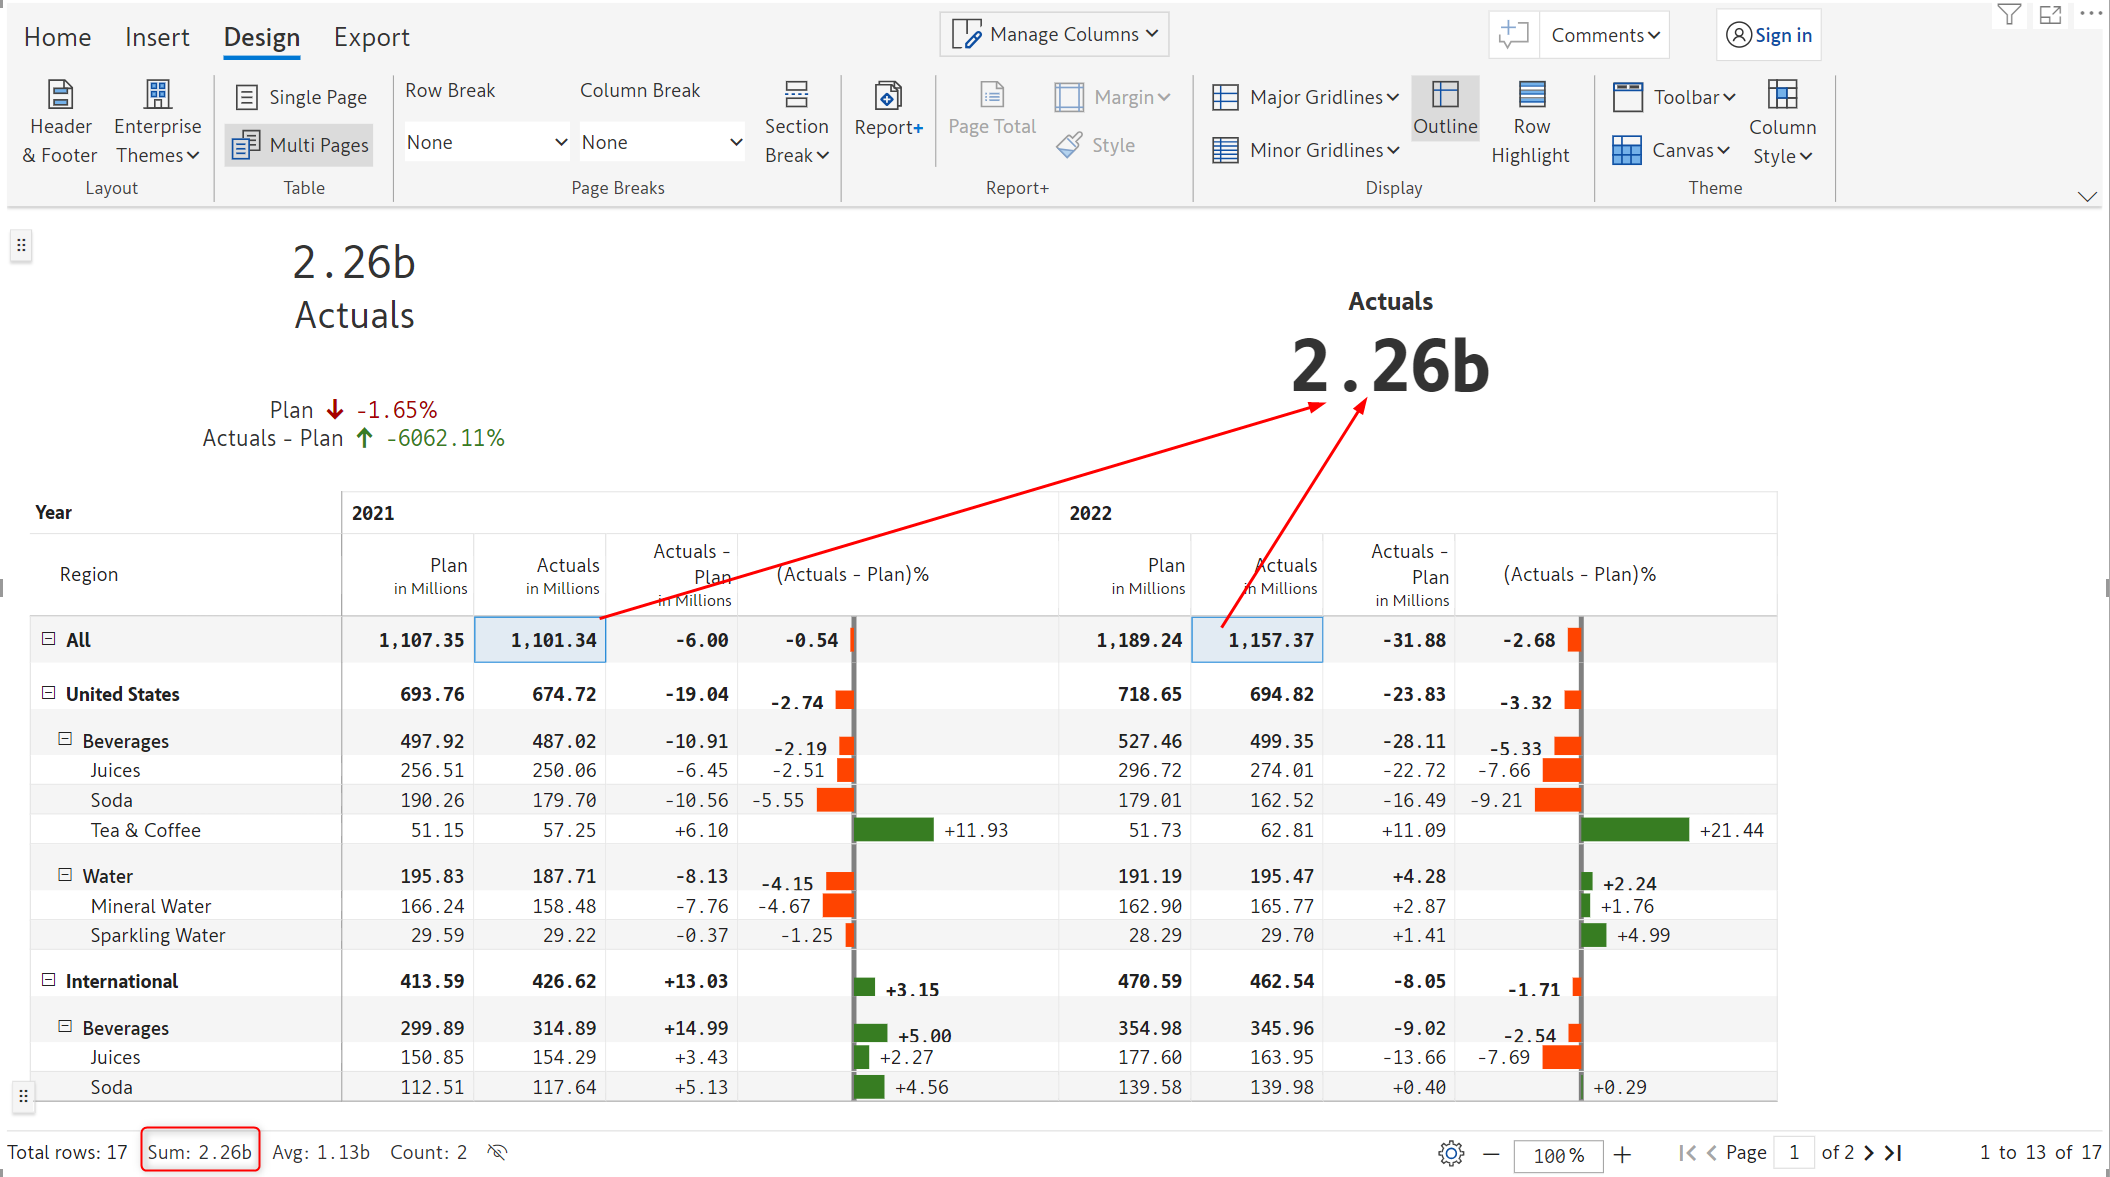 Home Insert Design Export
Manage Columns
Comments
Sign in
Header & Footer
Enterprise Themes
Layout
Single Page
Multi Pages
Table
Row Break
None
Column Break
None
Section Break
Page Breaks
Report+
Page Total
Margin
Style
Report+
Major Gridlines
Minor Gridlines
Outline
Row Highlight
Display
Toolbar
Canvas
Column Style
Theme
2.26b
Actuals
Plan -1.65%
Actuals - Plan -6062.11%
Actuals
2.26b
Year 2021 2022
Region Plan in Millions Actuals in Millions Actuals - Plan in Millions (Actuals - Plan)% Plan in Millions Actuals in Millions Actuals - Plan in Millions (Actuals - Plan)%
All 1,107.35 1,101.34 -6.00 -0.54 1,189.24 1,157.37 -31.88 -2.68
United States 693.76 674.72 -19.04 -2.74 718.65 694.82 -23.83 -3.32
Beverages 497.92 487.02 -10.91 -2.19 527.46 499.35 -28.11 -5.33
Juices 256.51 250.06 -6.45 -2.51 296.72 274.01 -22.72 -7.66
Soda 190.26 179.70 -10.56 -5.55 179.01 162.52 -16.49 -9.21
Tea & Coffee 51.15 57.25 +6.10 +11.93 51.73 62.81 +11.09 +21.44
Water 195.83 187.71 -8.13 -4.15 191.19 195.47 +4.28 +2.24
Mineral Water 166.24 158.48 -7.76 -4.67 162.90 165.77 +2.87 +1.76
Sparkling Water 29.59 29.22 -0.37 -1.25 28.29 29.70 +1.41 +4.99
International 413.59 426.62 +13.03 +3.15 470.59 462.54 -8.05 -1.71
Beverages 299.89 314.89 +14.99 +5.00 354.98 345.96 -9.02 -2.54
Juices 150.85 154.29 +3.43 +2.27 177.60 163.95 -13.66 -7.69
Soda 112.51 117.64 +5.13 +4.56 139.58 139.98 +0.40 +0.29
Total rows: 17 Sum: 2.26b Avg: 1.13b Count: 2 100% Page 1 of 2 1 to 13 of 17